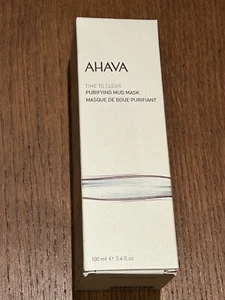 AHAVA
TIME TO CLEAR
PURIFYING MUD MASK
MASQUE DE BOUE PURIFIANT
100 ml ℮ 3.4 fl.oz